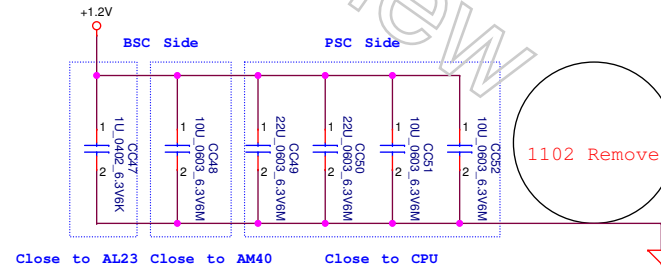 +1.2V
BSC Side
PSC Side
1
2
1U_0402_6.3V6K
CC47
1
2
10U_0603_6.3V6M
CC48
1
2
22U_0603_6.3V6M
CC49
1
2
22U_0603_6.3V6M
CC50
1
2
10U_0603_6.3V6M
CC51
1
2
10U_0603_6.3V6M
CC52
1102 Remove
Close to AL23
Close to AM40
Close to CPU